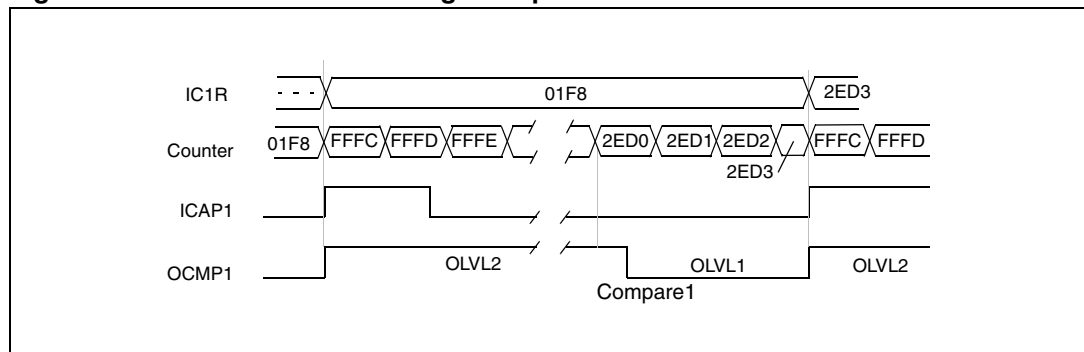 IC1R - - - 01F8 2ED3
Counter 01F8 FFFC FFFD FFFE 2ED0 2ED1 2ED2 FFFC FFFD
2ED3
ICAP1
OCMP1 OLVL2 OLVL1 OLVL2
Compare1